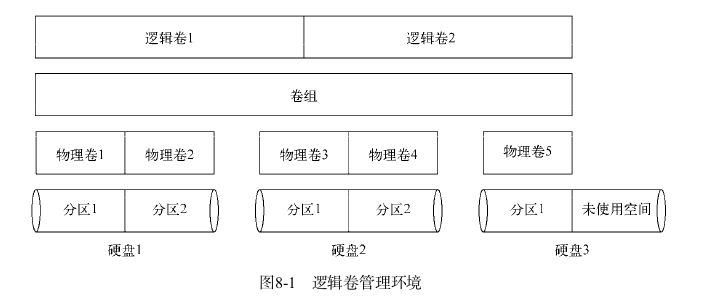 逻辑卷1 逻辑卷2
卷组
物理卷1 物理卷2 物理卷3 物理卷4 物理卷5
分区1 分区2 分区1 分区2 分区1 未使用空间
硬盘1 硬盘2 硬盘3
图8-1 逻辑卷管理环境